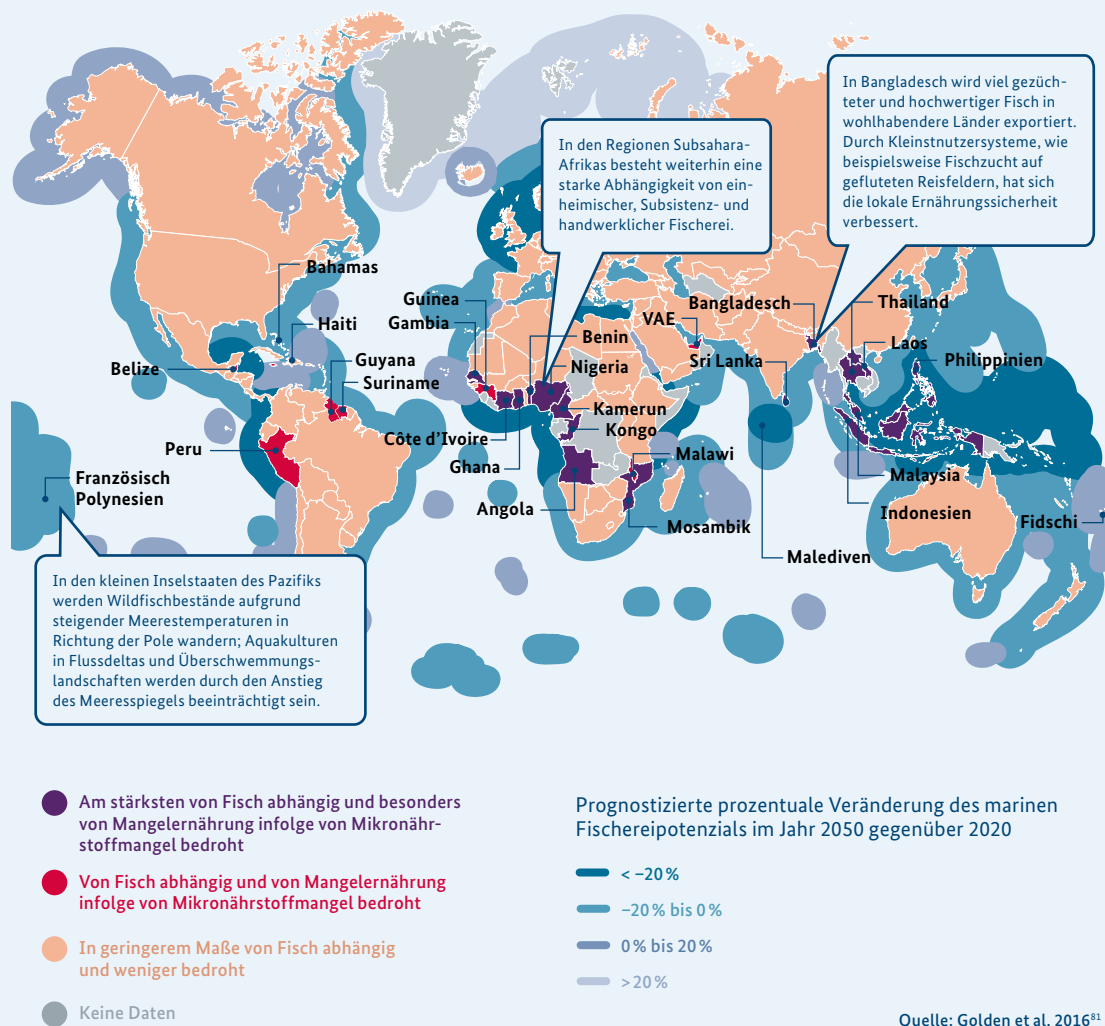 In Bangladesch wird viel gezüch-
teter und hochwertiger Fisch in
wohlhabende Länder exportiert.
Durch Kleinstnutzersysteme, wie
beispielsweise Fischzucht auf
gefluteten Reisfeldern, hat sich
die lokale Ernährungssicherheit
verbessert.
In den Regionen Subsahara-
Afrikas besteht weiterhin eine
starke Abhängigkeit von ein-
heimischer, Subsistenz- und
handwerklicher Fischerei.
Bahamas
Haiti
Belize
Guyana
Suriname
Peru
Französisch
Polynesien
Guinea
Gambia
Benin
Nigeria
Kamerun
Kongo
Côte d'Ivoire
Ghana
Malawi
Angola
Mosambik
VAE
Bangladesch
Sri Lanka
Thailand
Laos
Philippinen
Malaysia
Indonesien
Fidschi
Malediven
In den kleinen Inselstaaten des Pazifiks
werden Wildfischbestände aufgrund
steigender Meerestemperaturen in
Richtung der Pole wandern; Aquakulturen
in Flussdeltas und Überschwemmungs-
landschaften werden durch den Anstieg
des Meeresspiegels beeinträchtigt sein.
Am stärksten von Fisch abhängig und besonders
von Mangelernährung infolge von Mikronähr-
stoffmangel bedroht
Von Fisch abhängig und von Mangelernährung
infolge von Mikronährstoffmangel bedroht
In geringerem Maße von Fisch abhängig
und weniger bedroht
Keine Daten
Prognostizierte prozentuale Veränderung des marinen
Fischereipotenzials im Jahr 2050 gegenüber 2020
< −20 %
−20 % bis 0 %
0 % bis 20 %
> 20 %
Quelle: Golden et al. 2016⁸¹